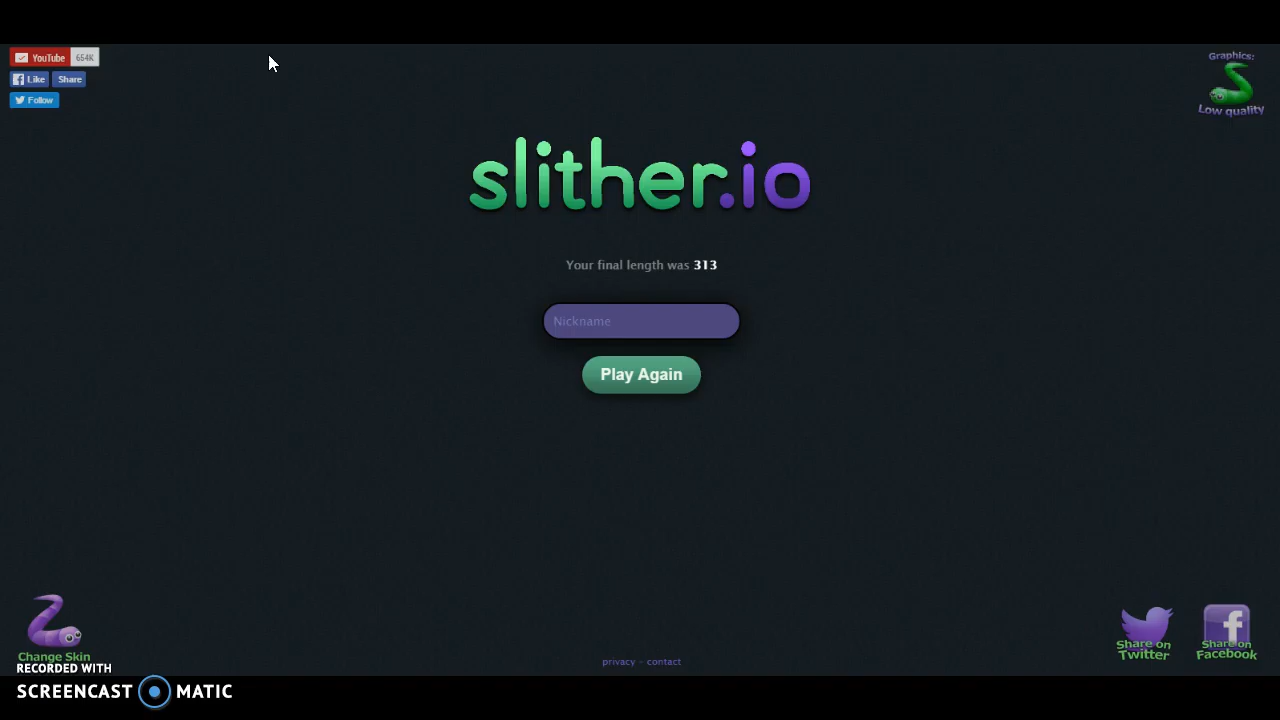 YouTube 654K
Like Share
Follow
Graphics:
Low quality
slither.io
Your final length was 313
Nickname
Play Again
Change Skin
Share on
Twitter
Share on
Facebook
privacy - contact
RECORDED WITH
SCREENCAST MATIC